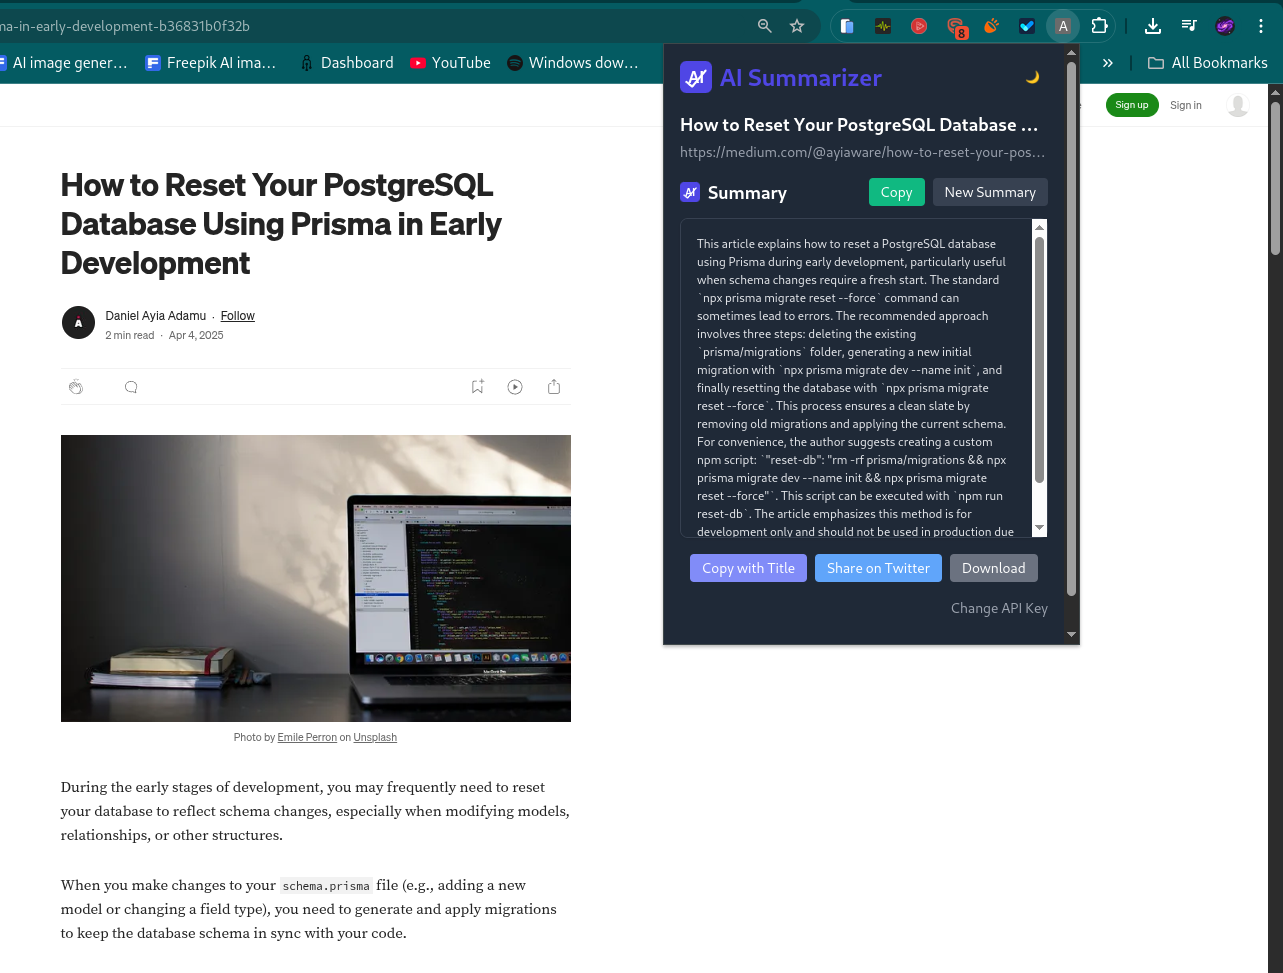 ma-in-early-development-b36831b0f32b
8
A
AI image gener...
Freepik AI ima...
Dashboard
YouTube
Windows dow...
»
All Bookmarks
Sign up
Sign in
How to Reset Your PostgreSQL
Database Using Prisma in Early
Development
A
Daniel Ayia Adamu · Follow
2 min read · Apr 4, 2025
Photo by Emile Perron on Unsplash
During the early stages of development, you may frequently need to reset
your database to reflect schema changes, especially when modifying models,
relationships, or other structures.
When you make changes to your schema.prisma file (e.g., adding a new
model or changing a field type), you need to generate and apply migrations
to keep the database schema in sync with your code.
AI Summarizer
How to Reset Your PostgreSQL Database ...
https://medium.com/@ayiaware/how-to-reset-your-pos...
Summary
Copy
New Summary
This article explains how to reset a PostgreSQL database
using Prisma during early development, particularly useful
when schema changes require a fresh start. The standard
`npx prisma migrate reset --force` command can
sometimes lead to errors. The recommended approach
involves three steps: deleting the existing
`prisma/migrations` folder, generating a new initial
migration with `npx prisma migrate dev --name init`, and
finally resetting the database with `npx prisma migrate
reset --force`. This process ensures a clean slate by
removing old migrations and applying the current schema.
For convenience, the author suggests creating a custom
npm script: `"reset-db": "rm -rf prisma/migrations && npx
prisma migrate dev --name init && npx prisma migrate
reset --force"`. This script can be executed with `npm run
reset-db`. The article emphasizes this method is for
development only and should not be used in production due
Copy with Title
Share on Twitter
Download
Change API Key